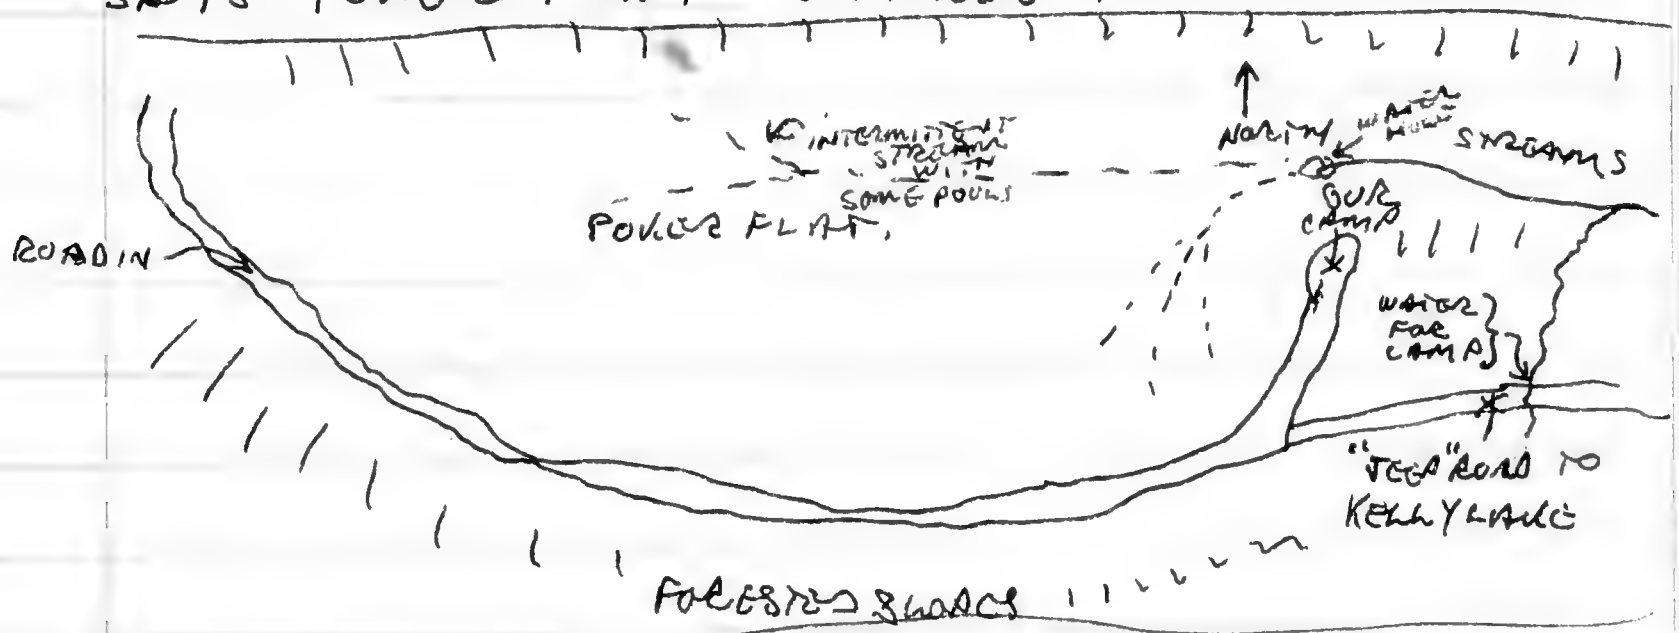 NORTH
WATER
STREAMS
INTERMITTENT
STREAM
WITH
SOME POOLS
OUR
CAMP
POKER FLAT.
ROAD IN
WATER
FOR
CAMP
"JEEP" ROAD TO
KELLY LAKE
FORESTED SLOPES